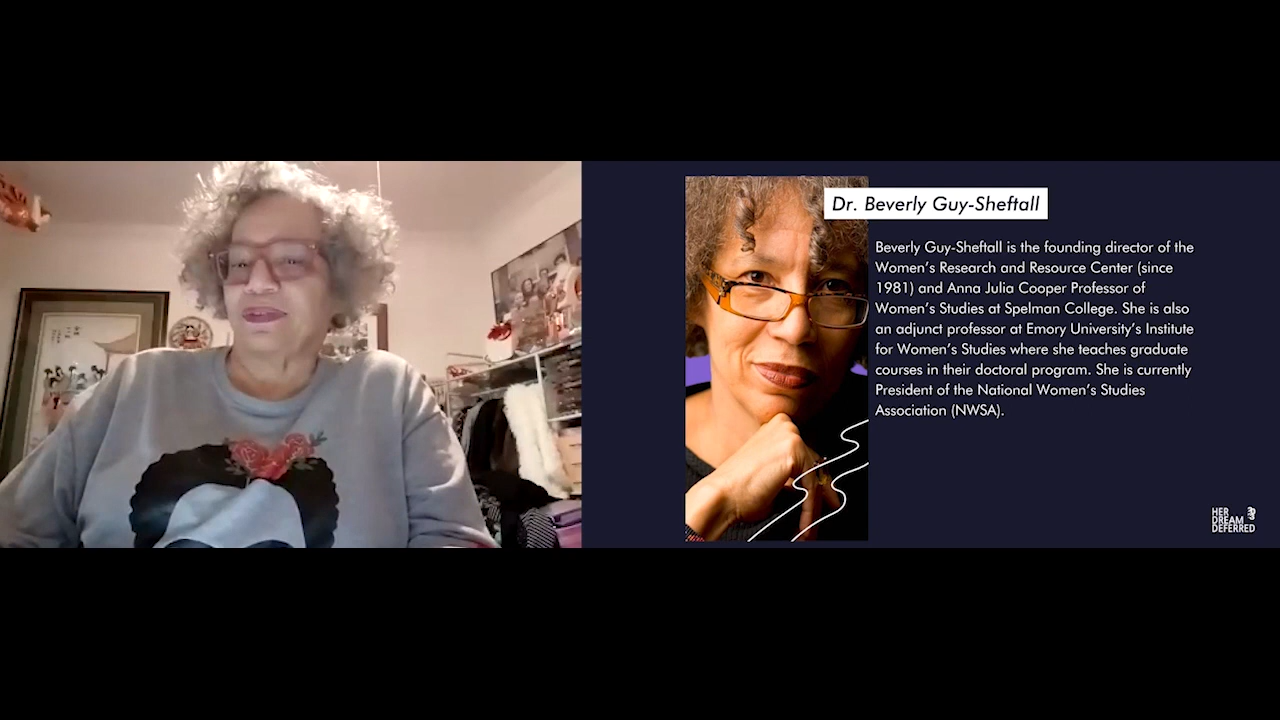 Dr. Beverly Guy-Sheftall
Beverly Guy-Sheftall is the founding director of the
Women's Research and Resource Center (since
1981) and Anna Julia Cooper Professor of
Women's Studies at Spelman College. She is also
an adjunct professor at Emory University's Institute
for Women's Studies where she teaches graduate
courses in their doctoral program. She is currently
President of the National Women's Studies
Association (NWSA).
HER
DREAM
DEFERRED